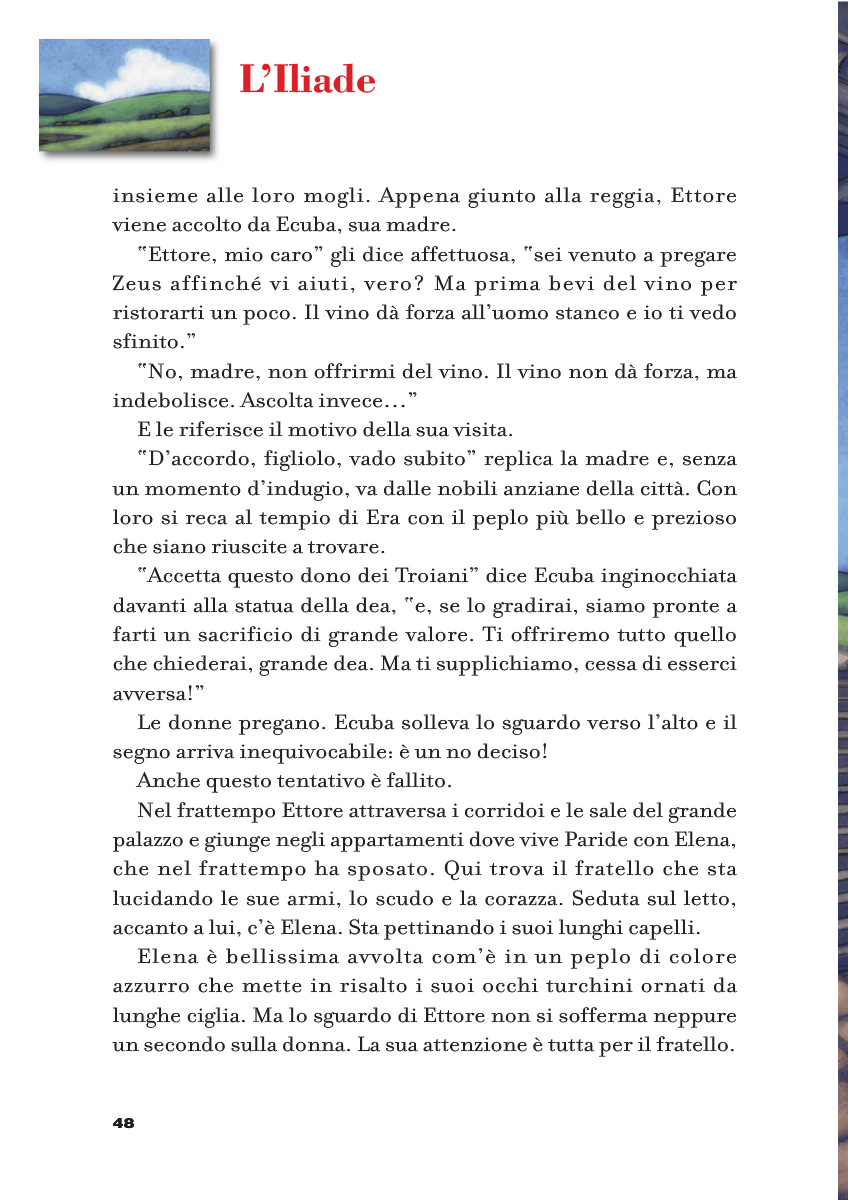 L’Iliade
insieme alle loro mogli. Appena giunto alla reggia, Ettore
viene accolto da Ecuba, sua madre.
‟Ettore, mio caro” gli dice affettuosa, ‟sei venuto a pregare
Zeus affinché vi aiuti, vero? Ma prima bevi del vino per
ristorarti un poco. Il vino dà forza all’uomo stanco e io ti vedo
sfinito.”
‟No, madre, non offrirmi del vino. Il vino non dà forza, ma
indebolisce. Ascolta invece...”
E le riferisce il motivo della sua visita.
‟D’accordo, figliolo, vado subito” replica la madre e, senza
un momento d’indugio, va dalle nobili anziane della città. Con
loro si reca al tempio di Era con il peplo più bello e prezioso
che siano riuscite a trovare.
‟Accetta questo dono dei Troiani” dice Ecuba inginocchiata
davanti alla statua della dea, ‟e, se lo gradirai, siamo pronte a
farti un sacrificio di grande valore. Ti offriremo tutto quello
che chiederai, grande dea. Ma ti supplichiamo, cessa di esserci
avversa!”
Le donne pregano. Ecuba solleva lo sguardo verso l’alto e il
segno arriva inequivocabile: è un no deciso!
Anche questo tentativo è fallito.
Nel frattempo Ettore attraversa i corridoi e le sale del grande
palazzo e giunge negli appartamenti dove vive Paride con Elena,
che nel frattempo ha sposato. Qui trova il fratello che sta
lucidando le sue armi, lo scudo e la corazza. Seduta sul letto,
accanto a lui, c’è Elena. Sta pettinando i suoi lunghi capelli.
Elena è bellissima avvolta com’è in un peplo di colore
azzurro che mette in risalto i suoi occhi turchini ornati da
lunghe ciglia. Ma lo sguardo di Ettore non si sofferma neppure
un secondo sulla donna. La sua attenzione è tutta per il fratello.
48